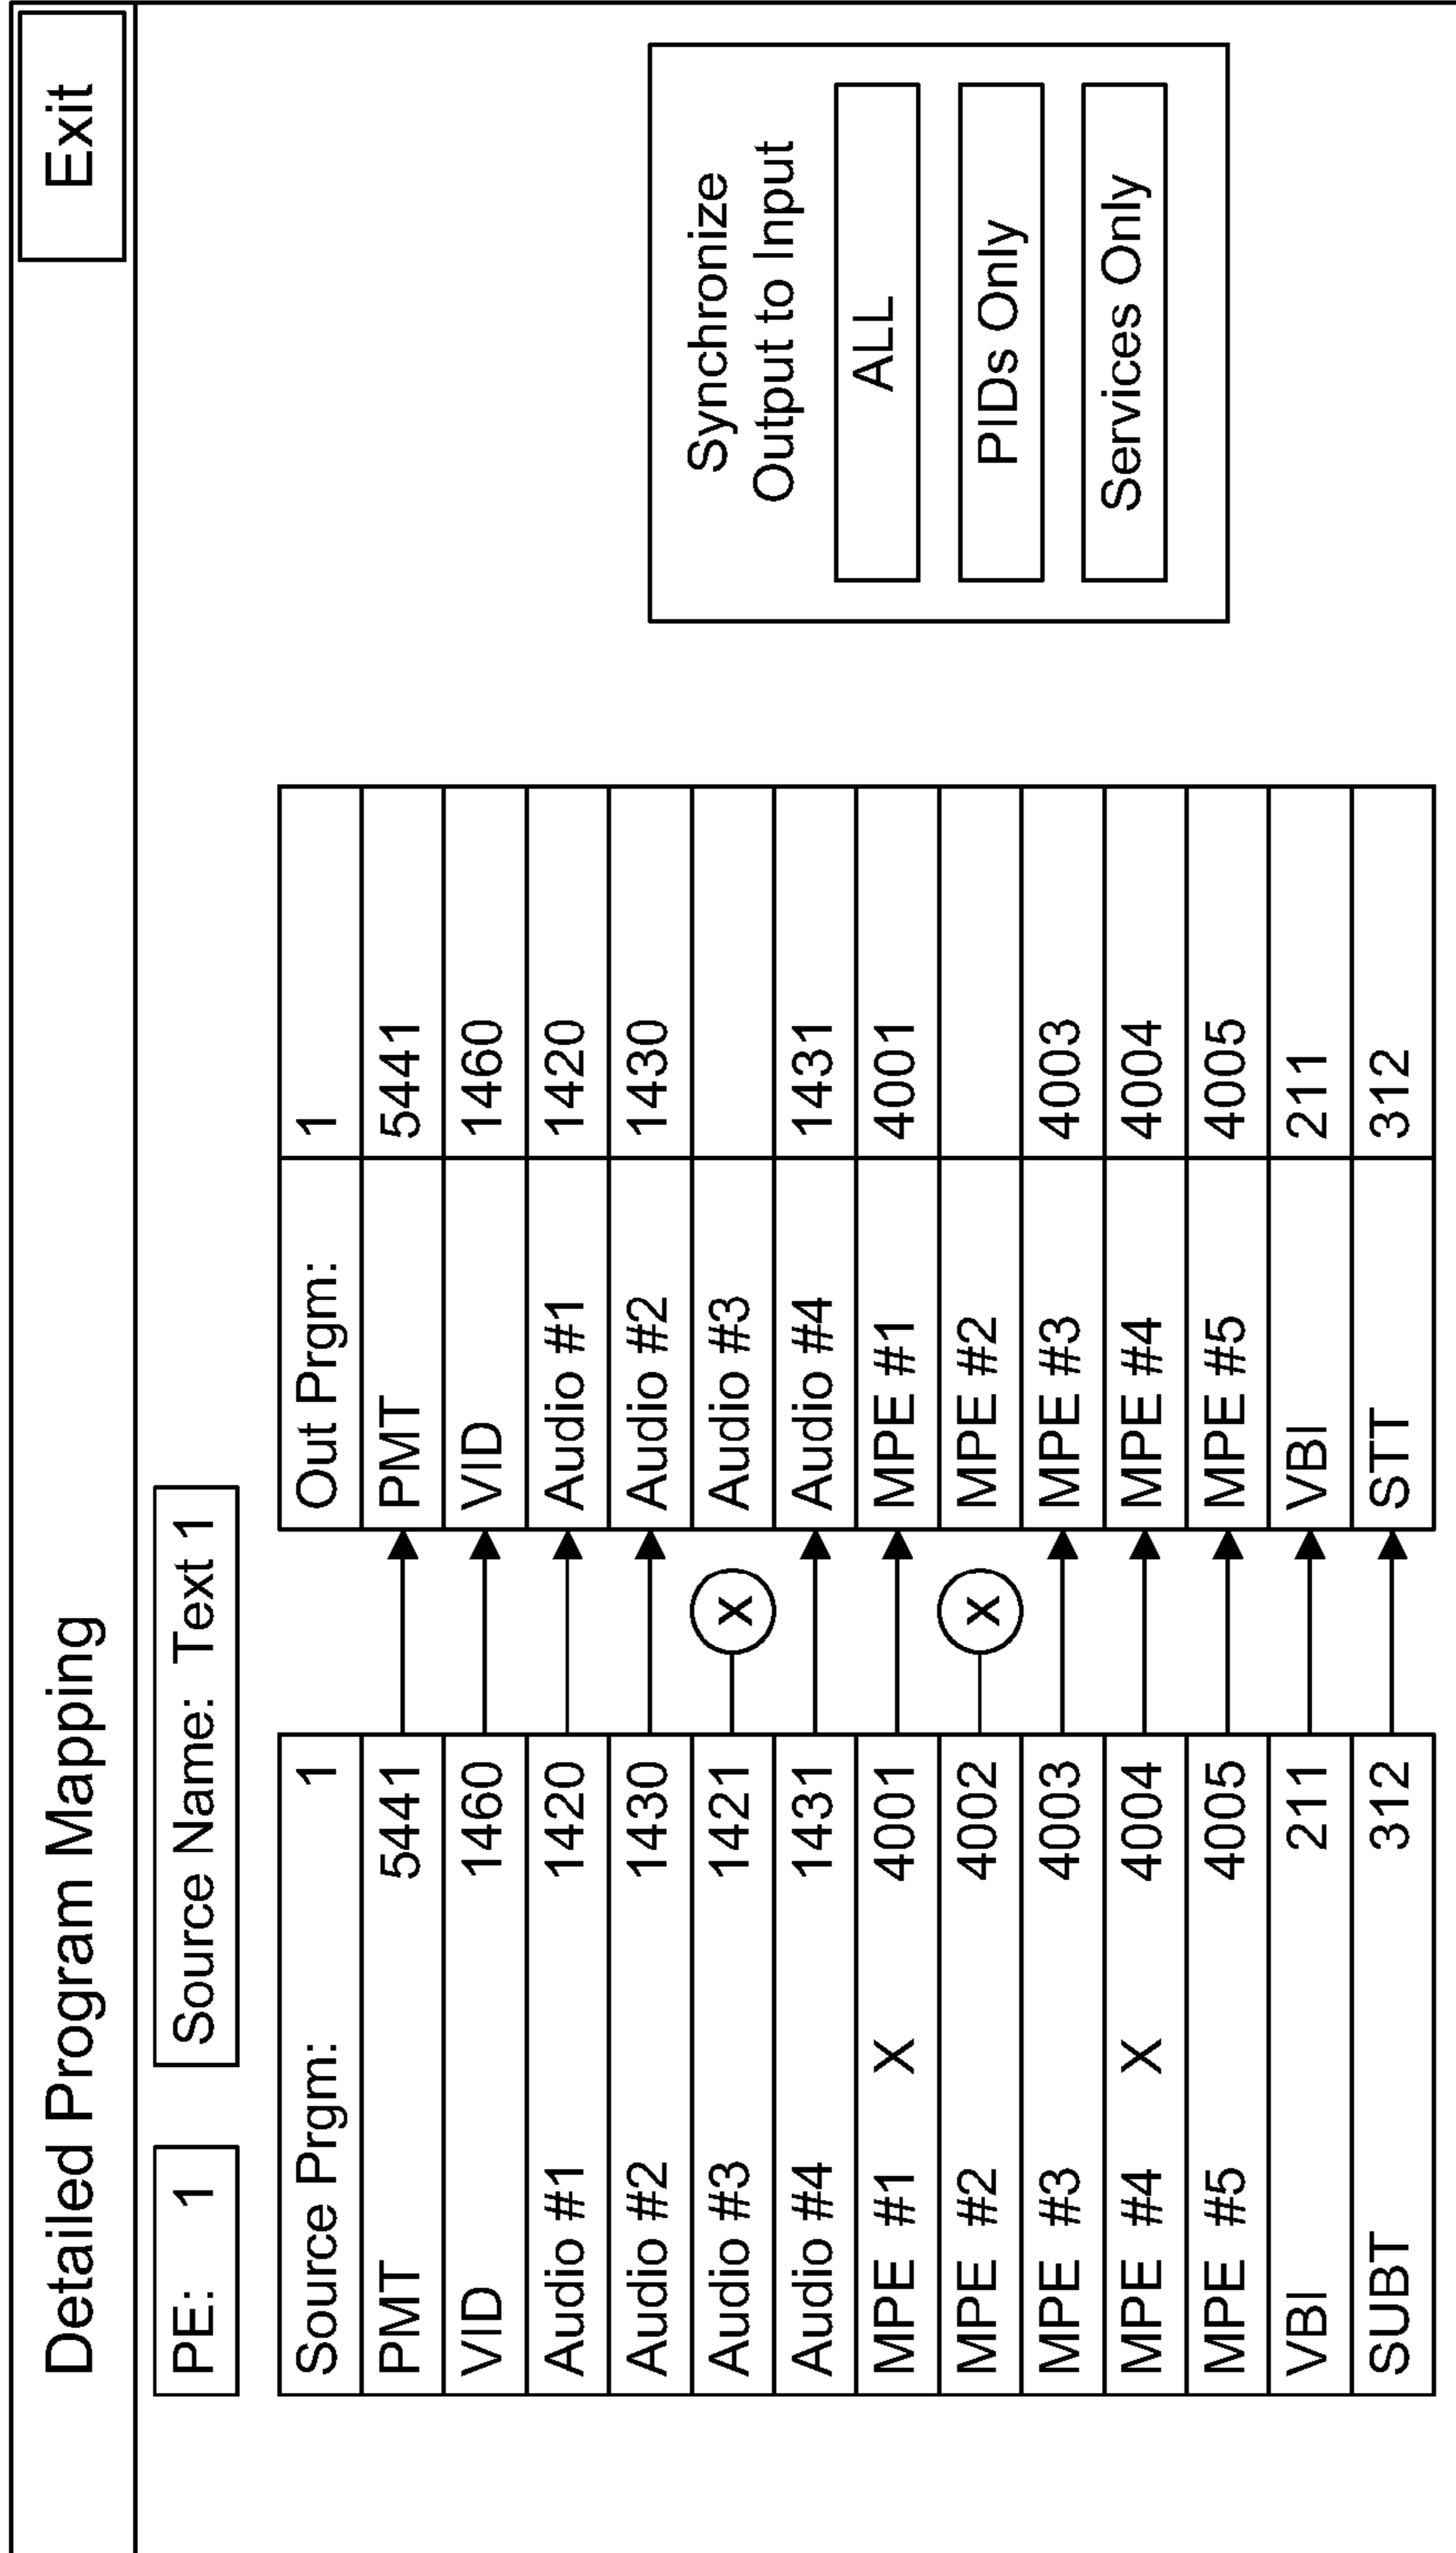 Detailed Program Mapping
Exit
PE: 1
Source Name: Text 1
Source Prgm: 1
Out Prgm: 1
PMT 5441
PMT 5441
VID 1460
VID 1460
Audio #1 1420
Audio #1 1420
Audio #2 1430
Audio #2 1430
Audio #3 1421
X
Audio #3
Audio #4 1431
Audio #4 1431
MPE #1 X 4001
MPE #1 4001
MPE #2 4002
X
MPE #2
MPE #3 4003
MPE #3 4003
MPE #4 X 4004
MPE #4 4004
MPE #5 4005
MPE #5 4005
VBI 211
VBI 211
SUBT 312
STT 312
Synchronize
Output to Input
ALL
PIDs Only
Services Only